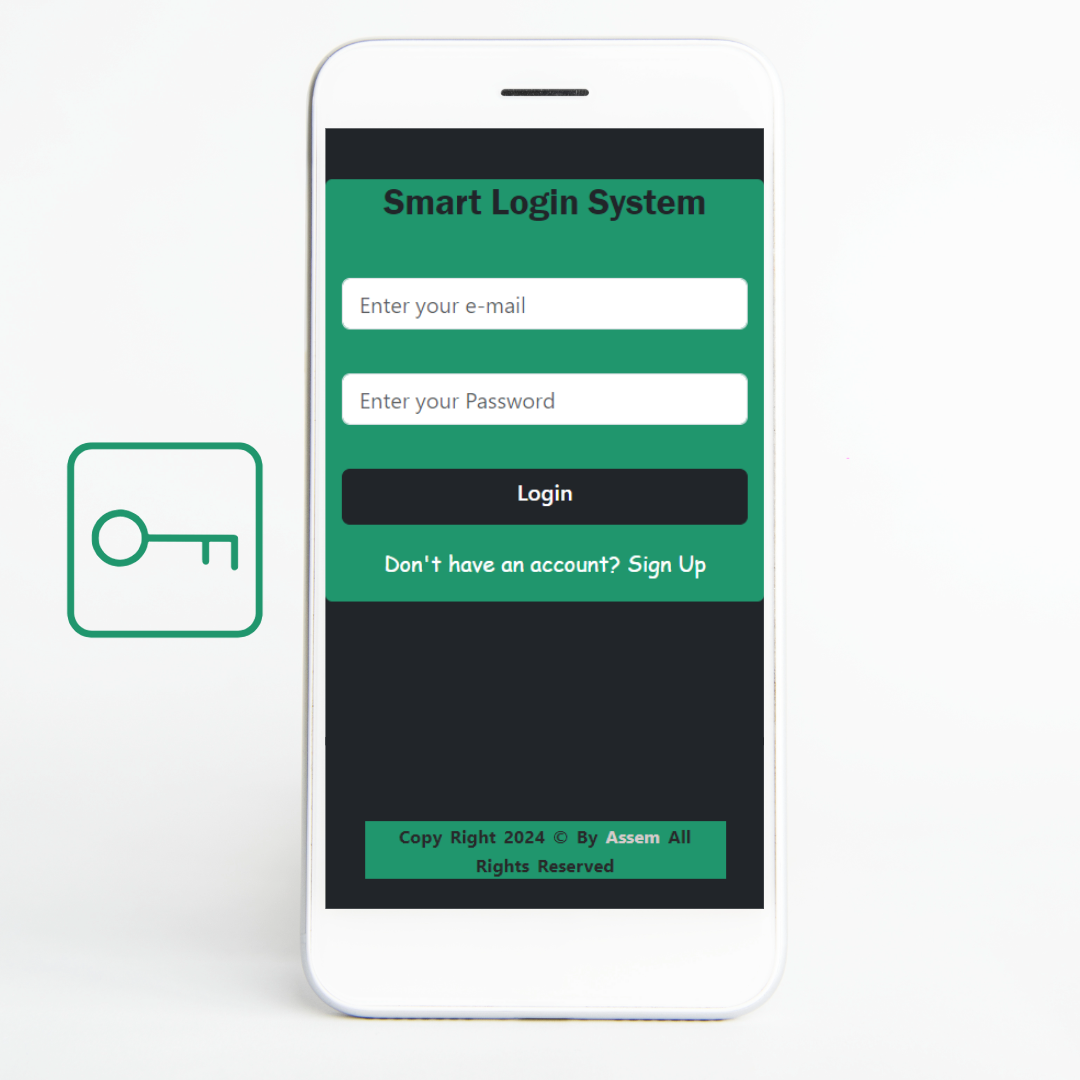 Smart Login System
Enter your e-mail
Enter your Password
Login
Don't have an account? Sign Up
Copy Right 2024 © By Assem All
Rights Reserved